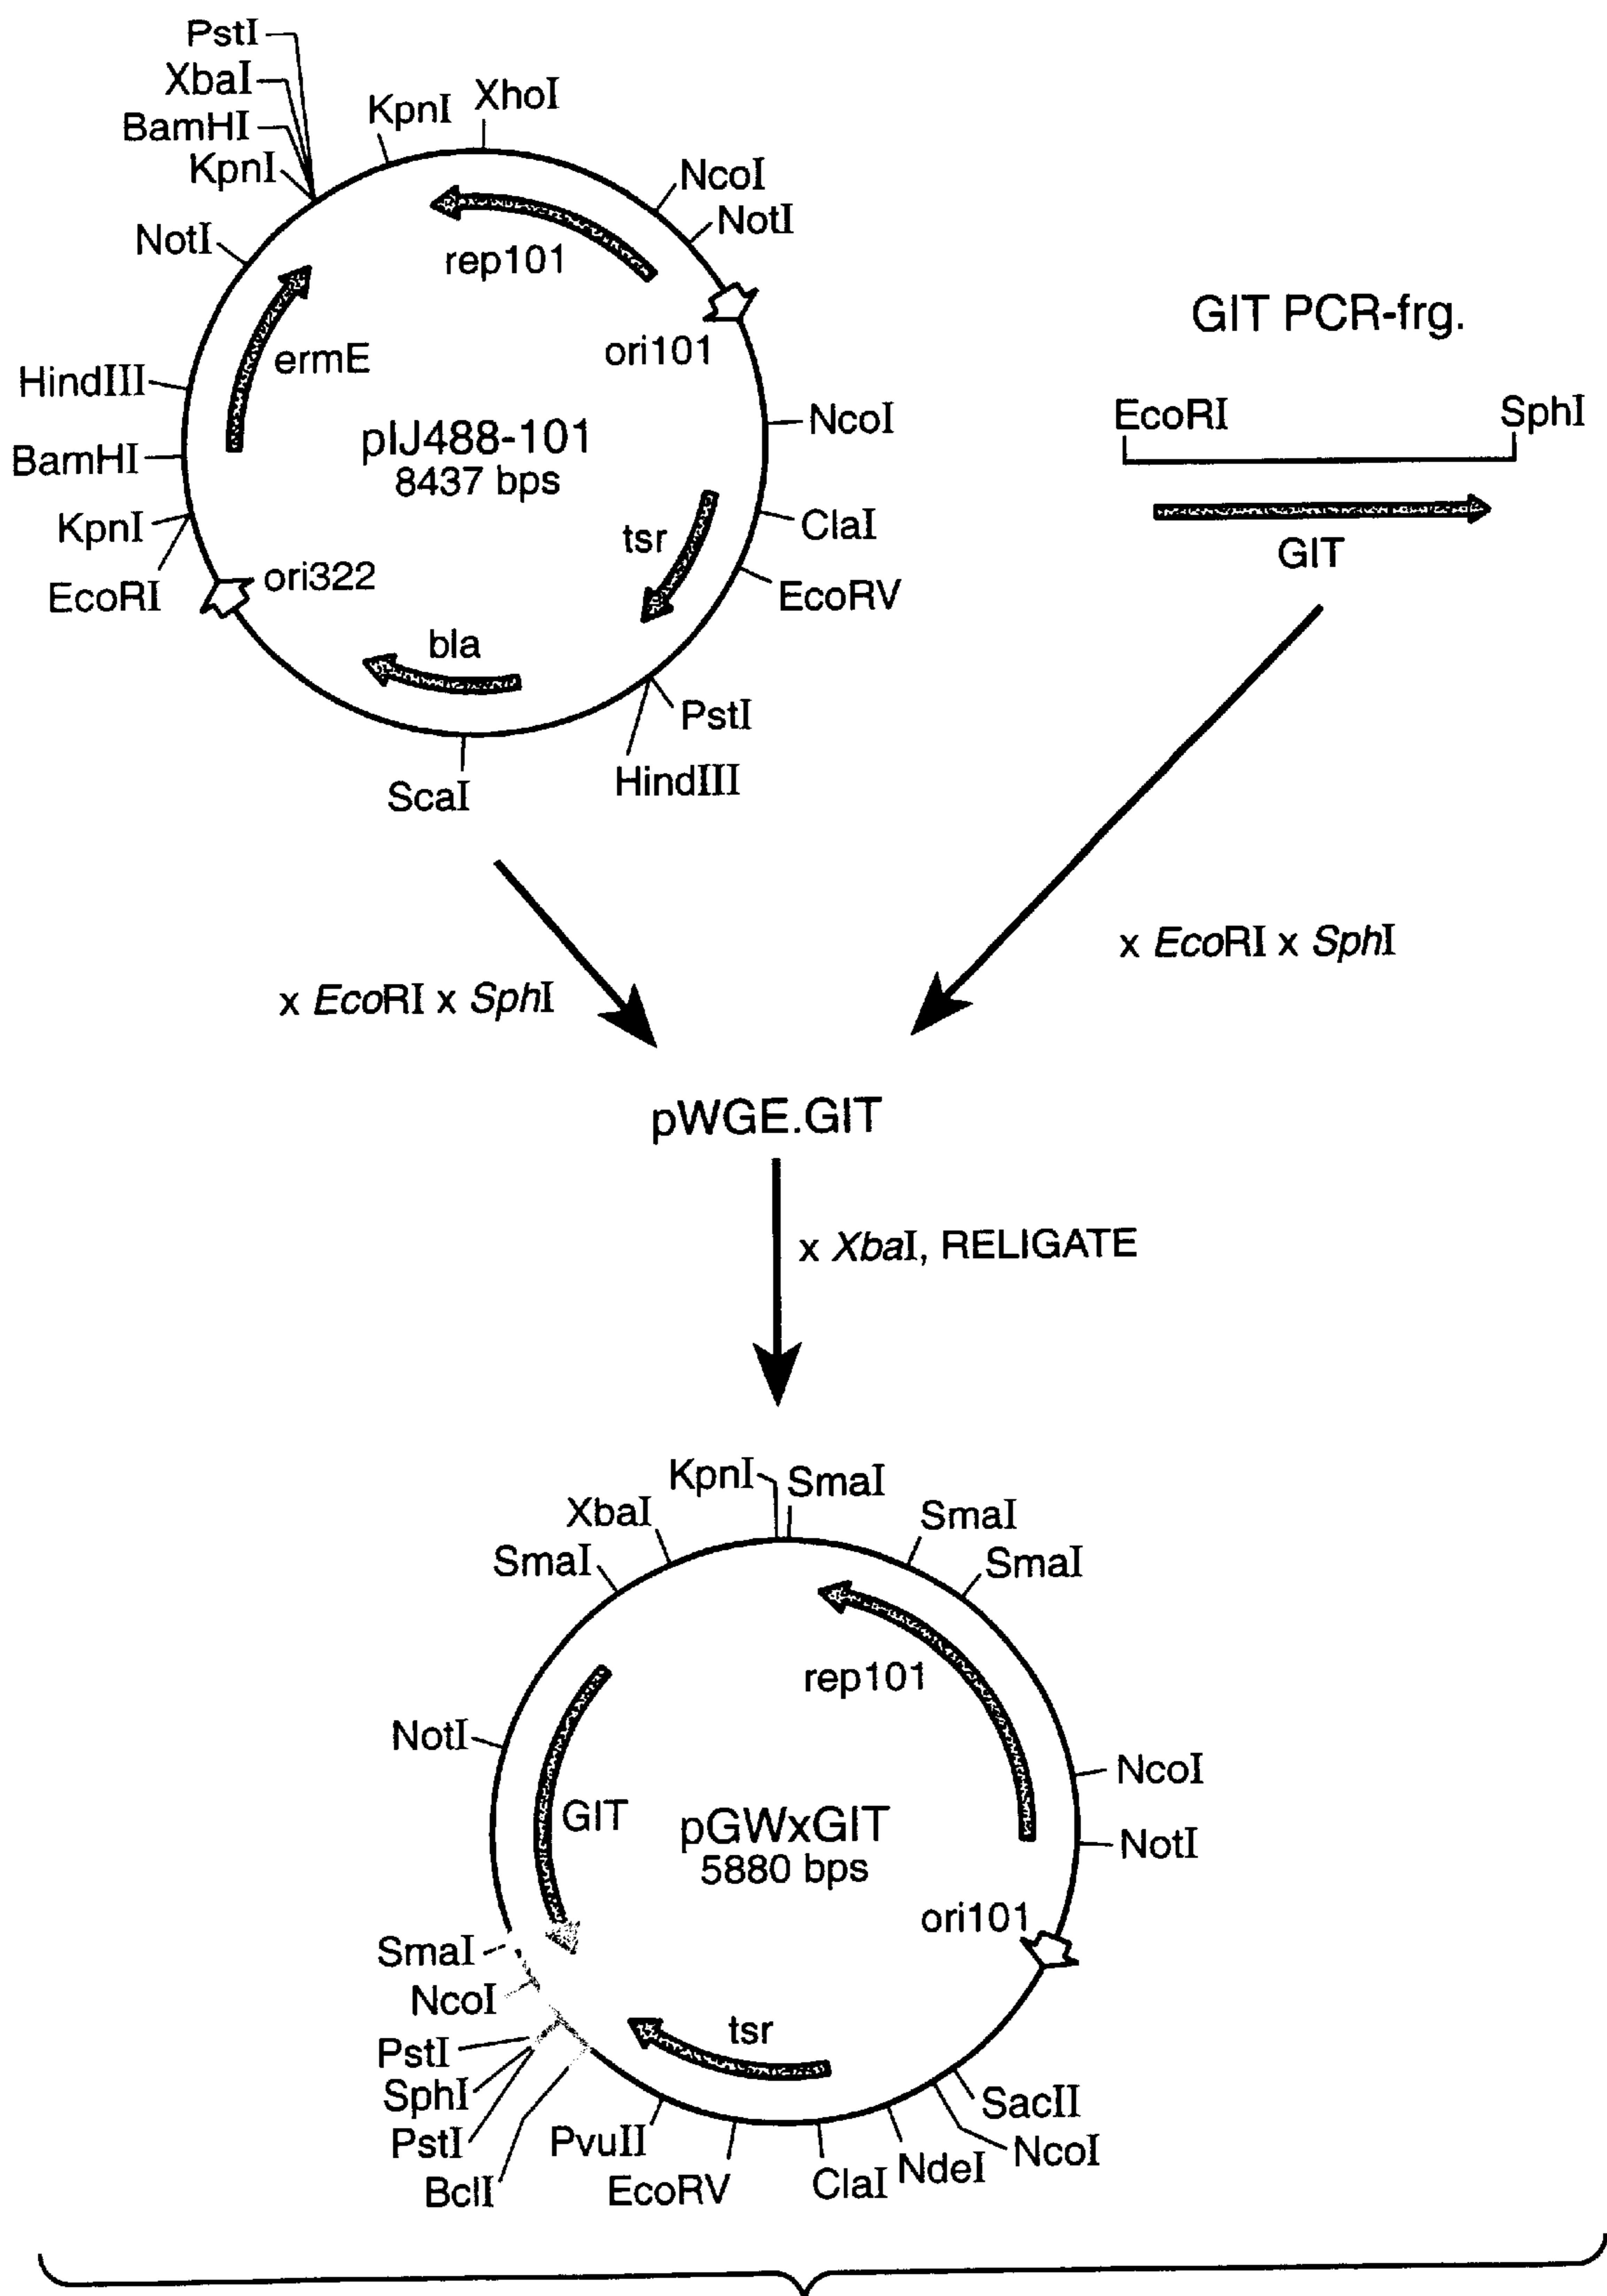 PstI
XbaI
BamHI
KpnI
KpnI
XhoI
NcoI
NotI
NotI
rep101
ori101
ermE
HindIII
pIJ488-101
8437 bps
NcoI
BamHI
ClaI
tsr
KpnI
EcoRI
ori322
EcoRV
bla
PstI
HindIII
ScaI
GIT PCR-frg.
EcoRI
SphI
GIT
x EcoRI x SphI
x EcoRI x SphI
pWGE.GIT
x XbaI, RELIGATE
KpnI
SmaI
XbaI
SmaI
SmaI
SmaI
rep101
NotI
NcoI
GIT
pGWxGIT
5880 bps
NotI
ori101
SmaI
NcoI
PstI
SphI
PstI
BclI
tsr
PvuII
EcoRV
ClaI
NdeI
NcoI
SacII